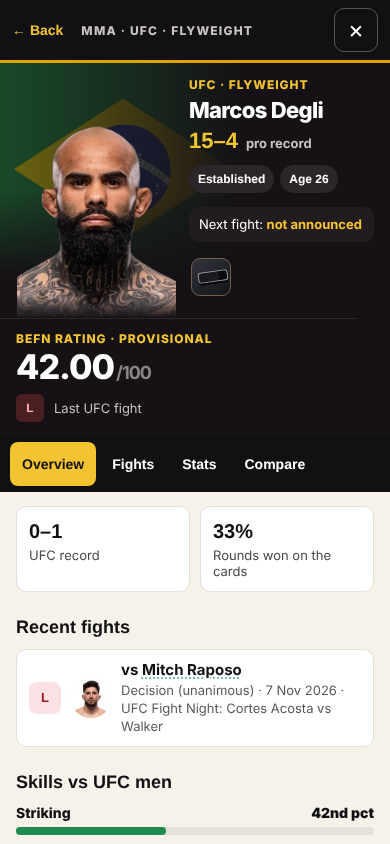 ← Back MMA · UFC · FLYWEIGHT ×
UFC · FLYWEIGHT
Marcos Degli
15–4 pro record
Established Age 26
Next fight: not announced
BEFN RATING · PROVISIONAL
42.00/100
L Last UFC fight
Overview Fights Stats Compare
0–1
UFC record
33%
Rounds won on the
cards
Recent fights
L
vs Mitch Raposo
Decision (unanimous) · 7 Nov 2026 ·
UFC Fight Night: Cortes Acosta vs
Walker
Skills vs UFC men
Striking 42nd pct